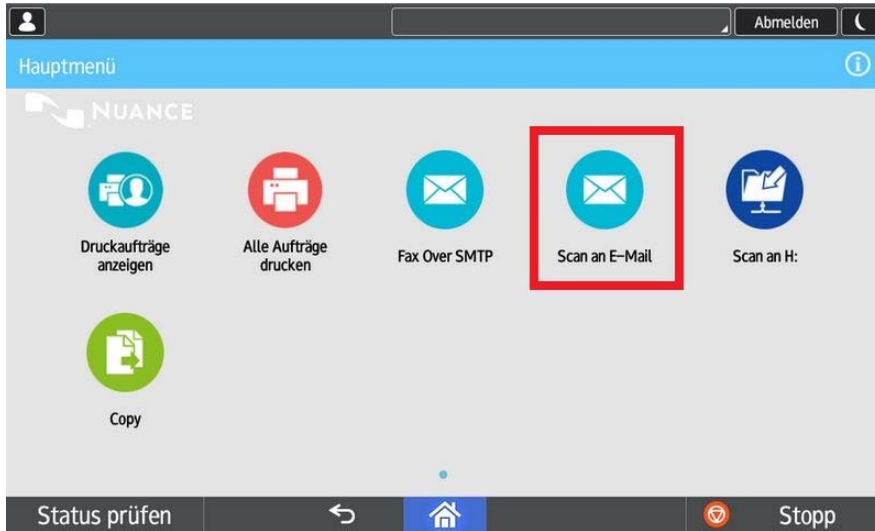 Abmelden
Hauptmenü
NUANCE
Druckaufträge
anzeigen
Alle Aufträge
drucken
Fax Over SMTP
Scan an E-Mail
Scan an H:
Copy
Status prüfen
Stopp